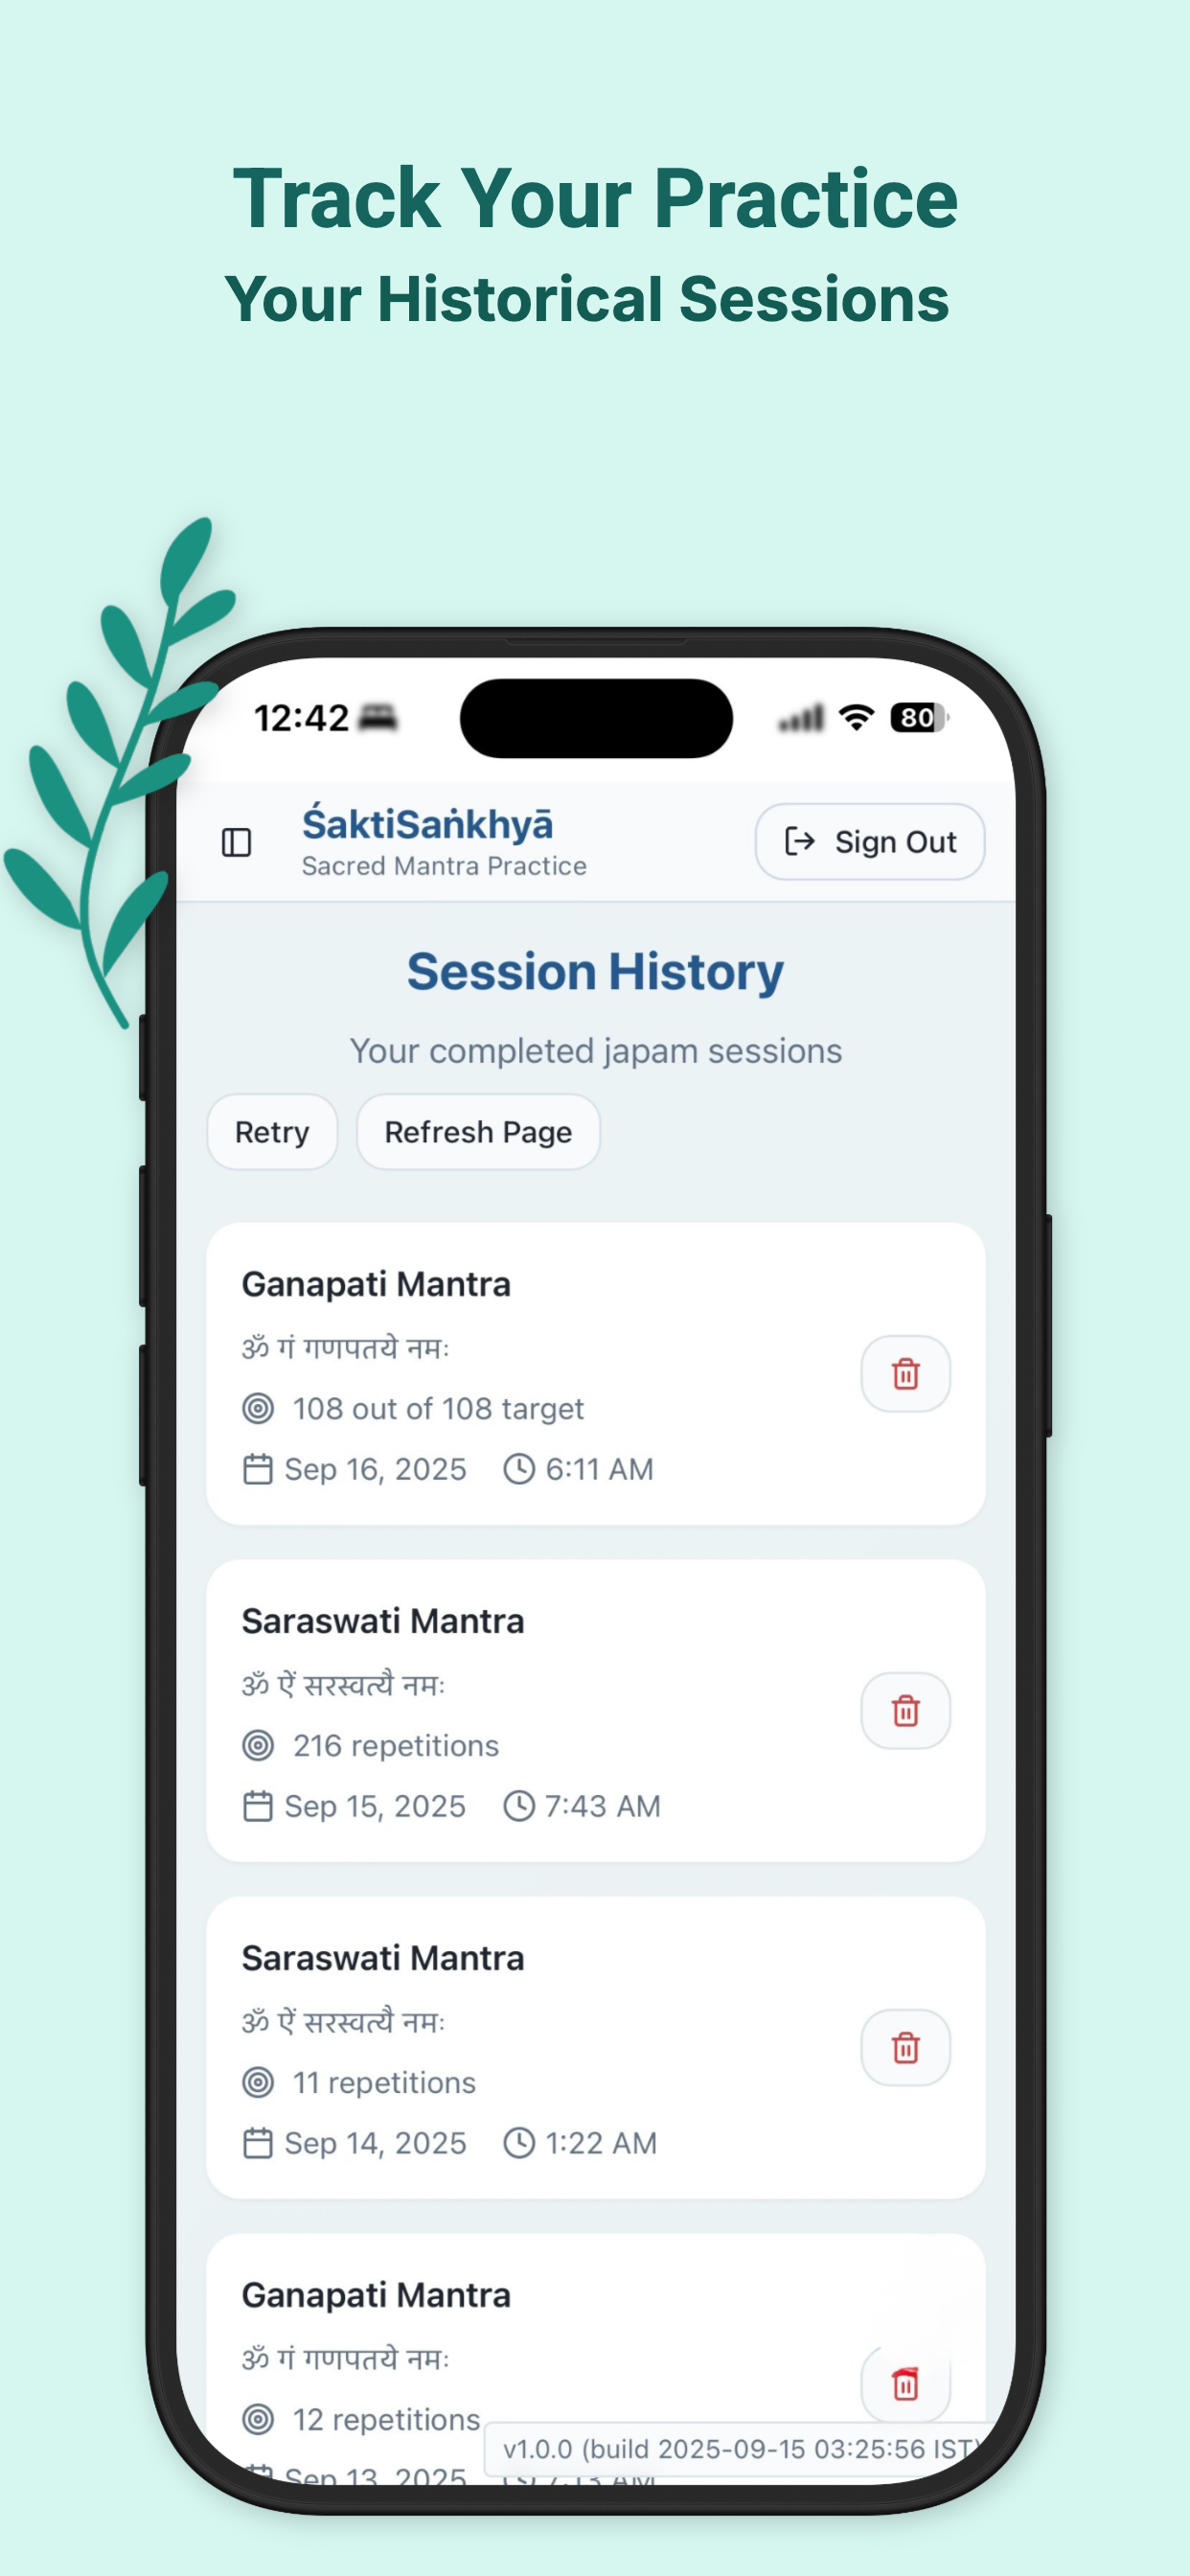 Track Your Practice
Your Historical Sessions
12:42
80
ŚaktiSaṅkhyā
Sacred Mantra Practice
Sign Out
Session History
Your completed japam sessions
Retry
Refresh Page
Ganapati Mantra
ॐ गं गणपतये नमः
108 out of 108 target
Sep 16, 2025 6:11 AM
Saraswati Mantra
ॐ ऐं सरस्वत्यै नमः
216 repetitions
Sep 15, 2025 7:43 AM
Saraswati Mantra
ॐ ऐं सरस्वत्यै नमः
11 repetitions
Sep 14, 2025 1:22 AM
Ganapati Mantra
ॐ गं गणपतये नमः
12 repetitions
v1.0.0 (build 2025-09-15 03:25:56 IST)
Sep 13, 2025 7:13 AM